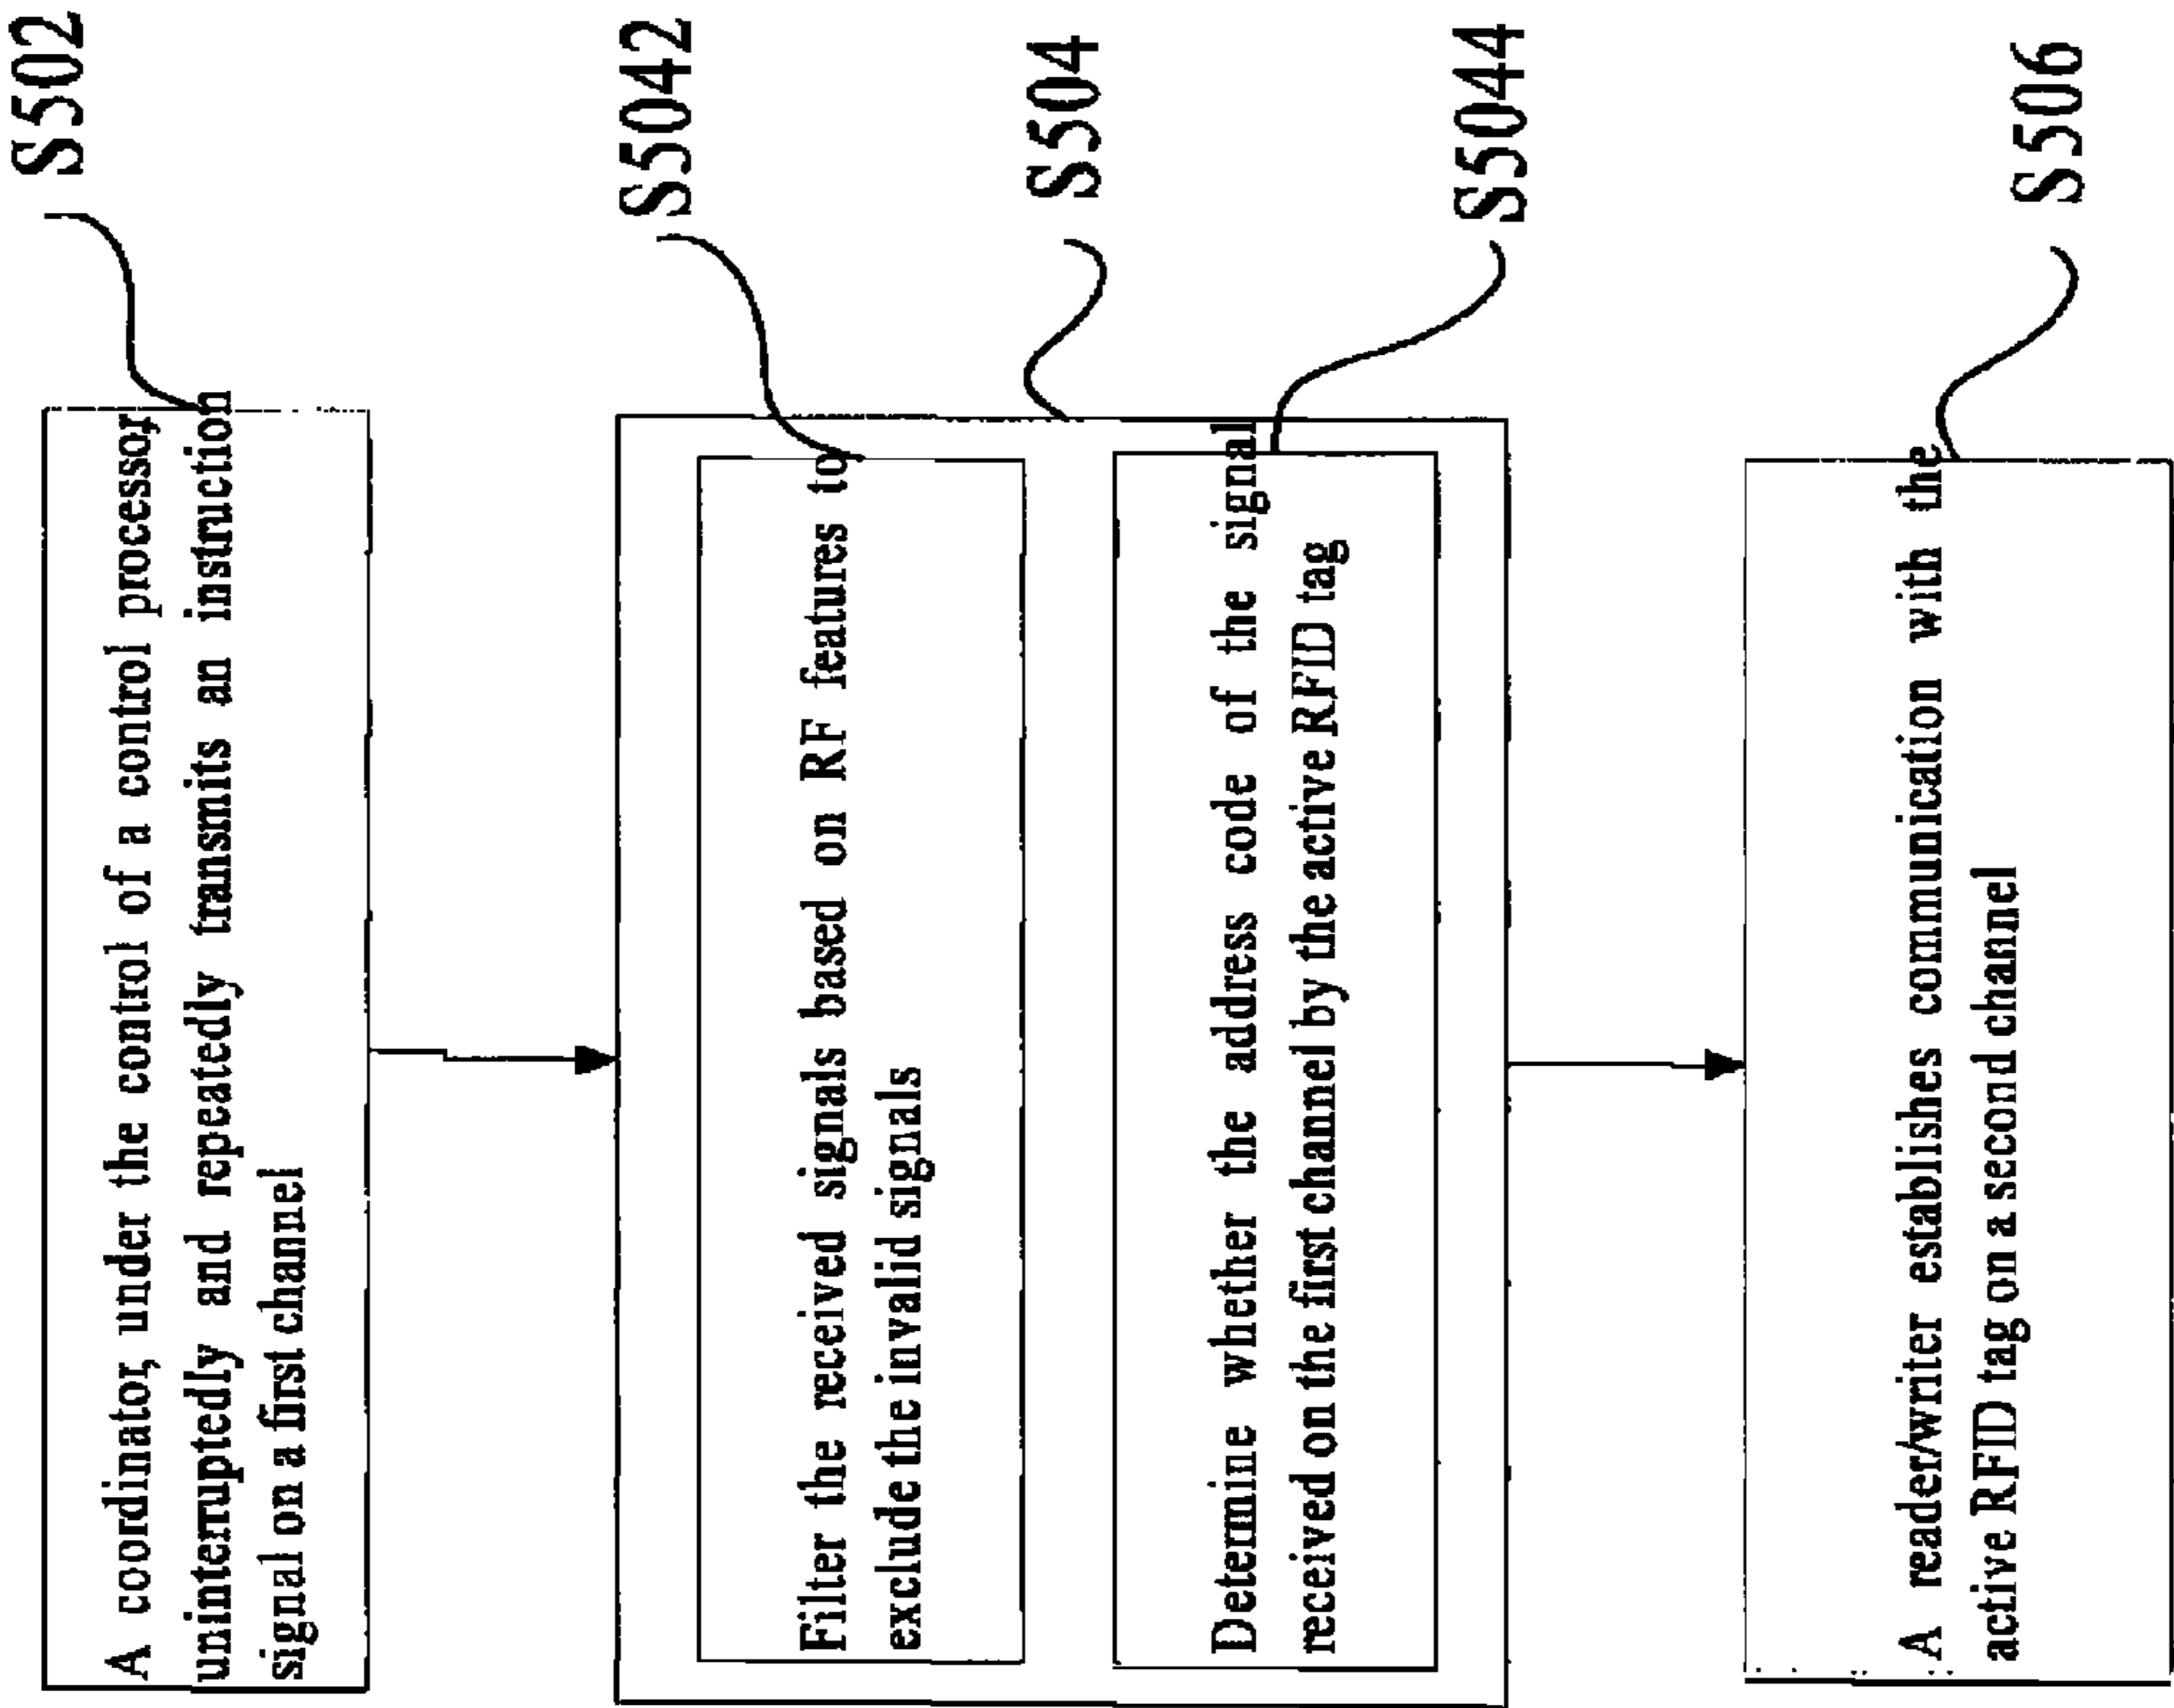 A coordinator, under the control of a control processor
uninterruptedly and repeatedly transmits an instruction
signal on a first channel
S502
Filter the received signals based on RF features to
exclude the invalid signals
S5042
S504
Determine whether the address code of the signal
received on the first channel by the active RFID tag
S5044
A reader/writer establishes communication with the
active RFID tag on a second channel
S506